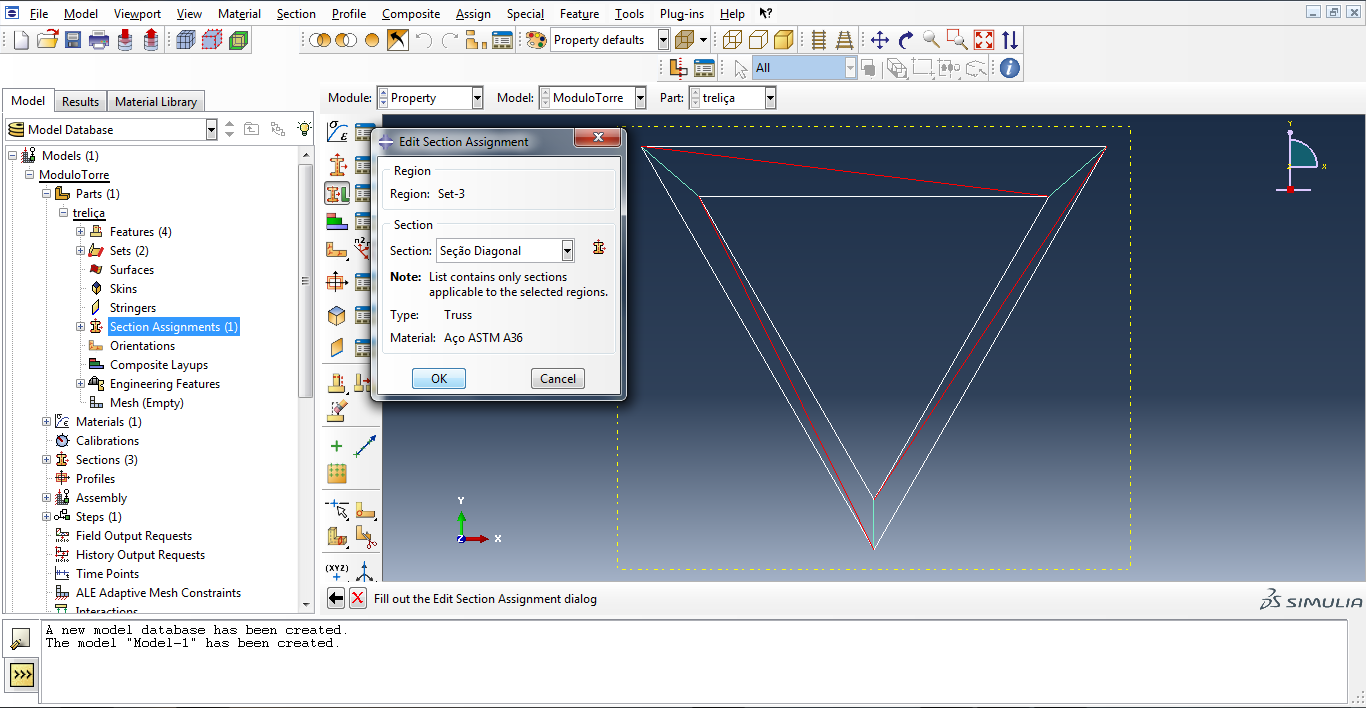 File Model Viewport View Material Section Profile Composite Assign Special Feature Tools Plug-ins Help
Property defaults
All
Model Results Material Library
Module: Property Model: ModuloTorre Part: treliça
Model Database
Models (1)
ModuloTorre
Parts (1)
treliça
Features (4)
Sets (2)
Surfaces
Skins
Stringers
Section Assignments (1)
Orientations
Composite Layups
Engineering Features
Mesh (Empty)
Materials (1)
Calibrations
Sections (3)
Profiles
Assembly
Steps (1)
Field Output Requests
History Output Requests
Time Points
ALE Adaptive Mesh Constraints
Interactions
Edit Section Assignment
Region
Region: Set-3
Section
Section: Seção Diagonal
Note: List contains only sections
applicable to the selected regions.
Type: Truss
Material: Aço ASTM A36
OK Cancel
(XYZ)
Y
X
Z
Y
X
Fill out the Edit Section Assignment dialog
SIMULIA
A new model database has been created.
The model "Model-1" has been created.
>>>